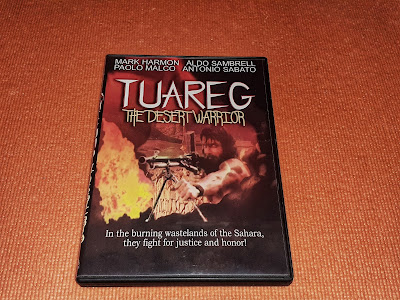 MARK HARMON ALDO SAMBRELL
PAOLO MALCO ANTONIO SABATO
TUAREG
THE DESERT WARRIOR
In the burning wastelands of the Sahara,
they fight for justice and honor!